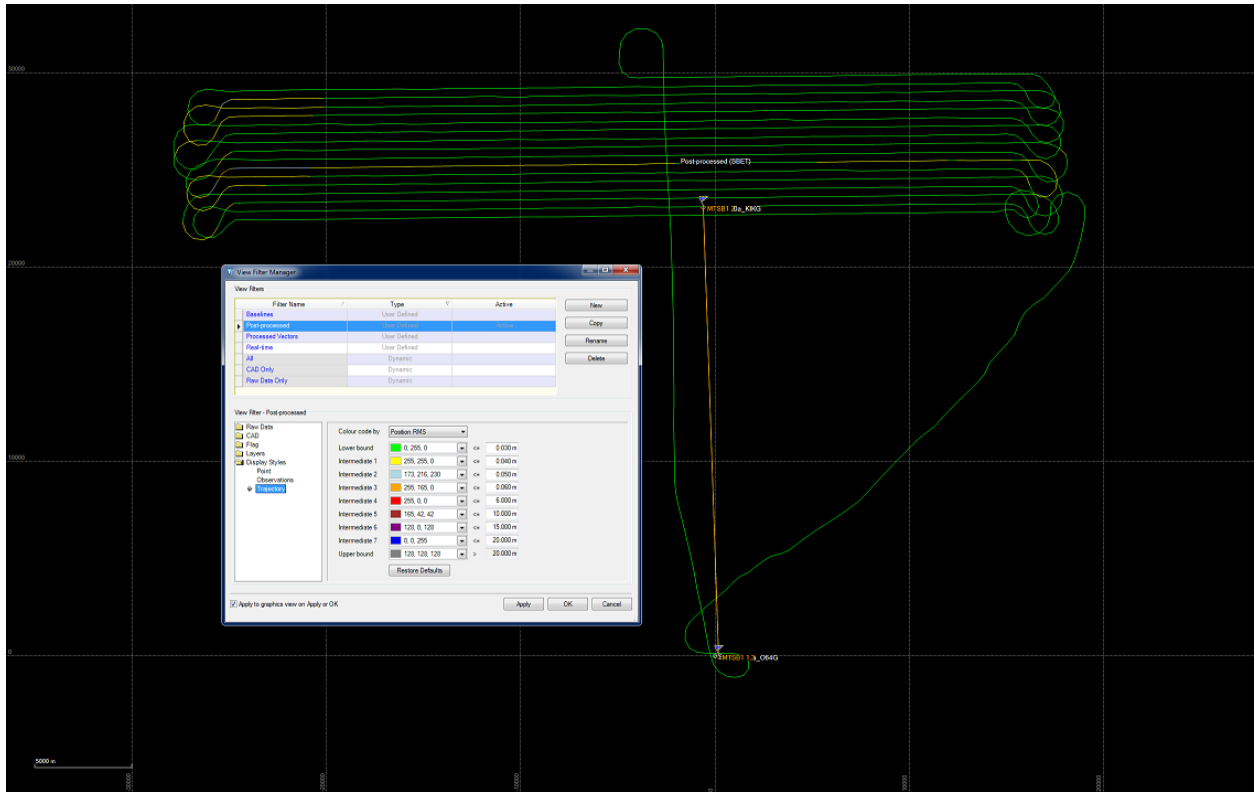 30000
Post-processed (SBET)
20000
View Filter Manager
View Filters
Filter Name Type Active
Baselines User Defined
Post-processed User Defined Active
Processed Vectors User Defined
Real-time User Defined
All Dynamic
CAD Only Dynamic
Raw Data Only Dynamic
New
Copy
Rename
Delete
View Filter - Post-processed
Raw Data
CAD
Flag
Layers
Display Styles
Point
Observations
Trajectory
Colour code by Position RMS
Lower bound 0, 255, 0 <= 0.030 m
Intermediate 1 255, 255, 0 <= 0.040 m
Intermediate 2 173, 216, 230 <= 0.050 m
Intermediate 3 255, 165, 0 <= 0.060 m
Intermediate 4 255, 0, 0 <= 6.000 m
Intermediate 5 165, 42, 42 <= 10.000 m
Intermediate 6 128, 0, 128 <= 15.000 m
Intermediate 7 0, 0, 255 <= 20.000 m
Upper bound 128, 128, 128 > 20.000 m
Restore Defaults
Apply to graphics view on Apply or OK
Apply OK Cancel
10000
0
5000 m
-30000 -20000 -10000 0 10000 20000